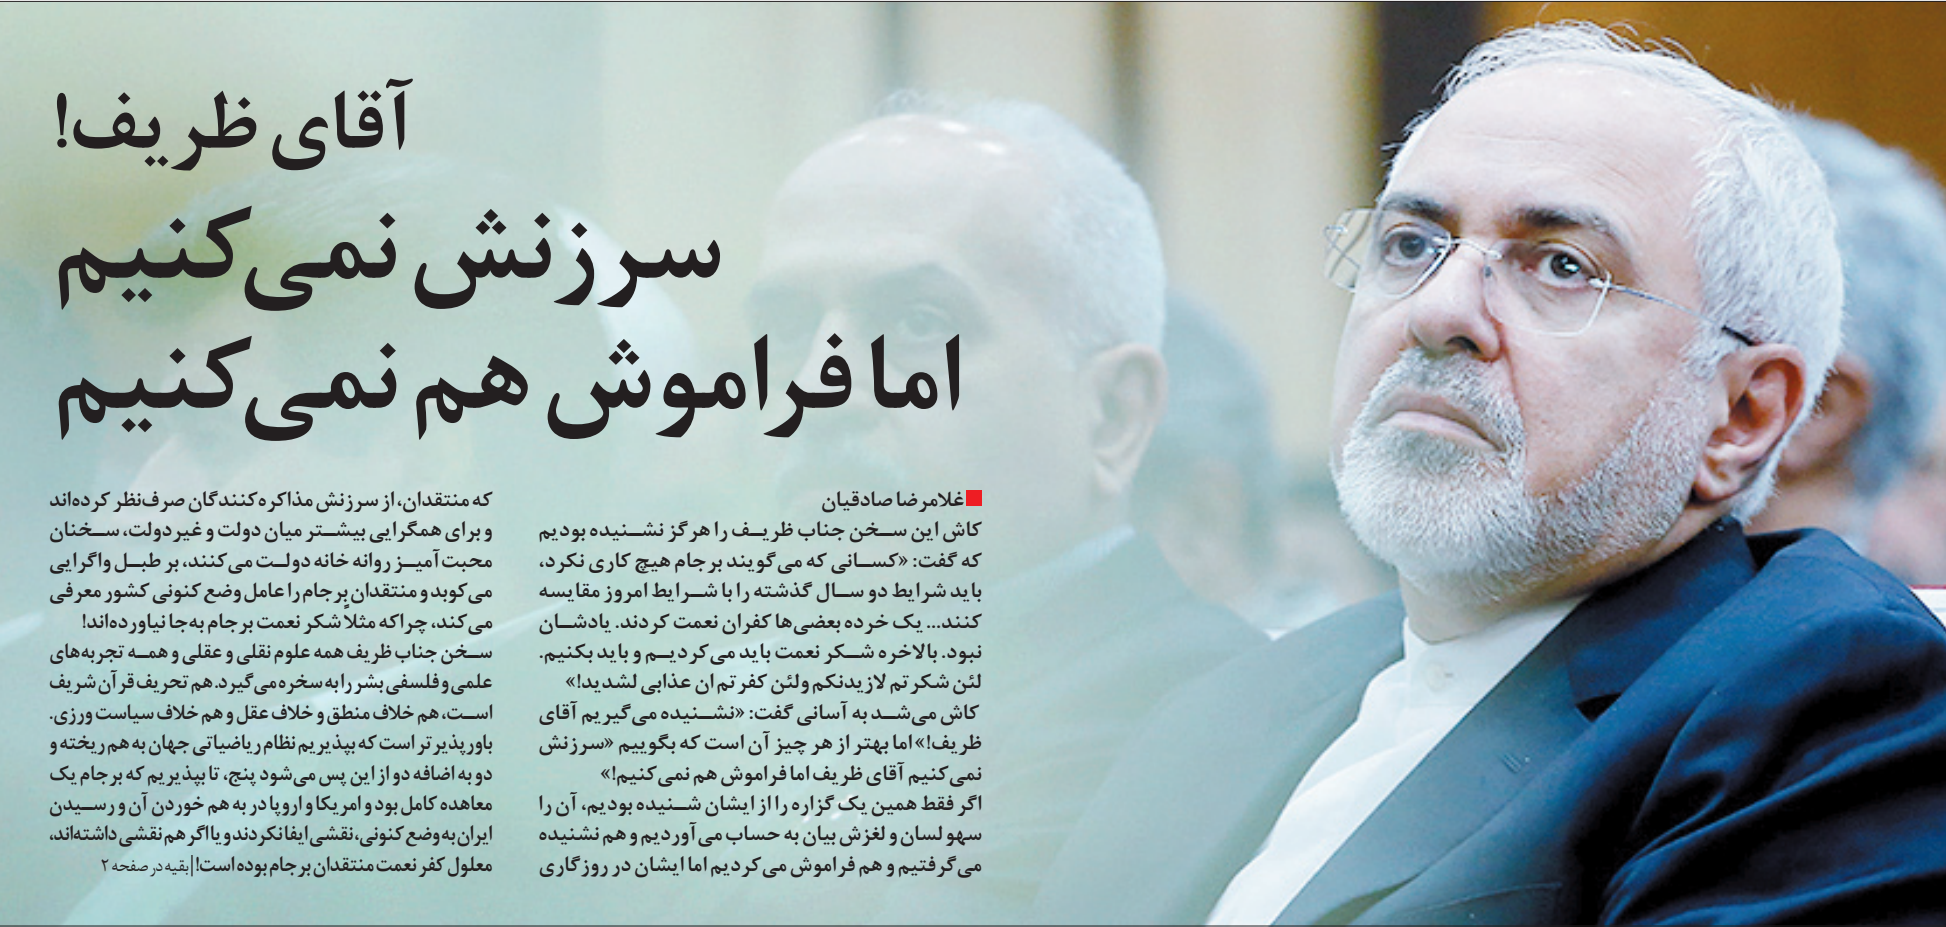 آقای ظریف!
سرزنش نمی‌کنیم
اما فراموش هم نمی‌کنیم
غلامرضا صادقیان
کاش این سخن جناب ظریف را هرگز نشنیده بودیم
که گفت: «کسانی که می‌گویند برجام هیچ کاری نکرد،
باید شرایط دو سال گذشته را با شرایط امروز مقایسه
کنند... یک خرده بعضی‌ها کفران نعمت کردند. یادشان
نبود. بالاخره شکر نعمت باید می‌کردیم و باید بکنیم.
لئن شکرتم لازیدنکم ولئن کفرتم ان عذابی لشدید!»
کاش می‌شد به آسانی گفت: «نشنیده می‌گیریم آقای
ظریف!» اما بهتر از هر چیز آن است که بگوییم «سرزنش
نمی‌کنیم آقای ظریف اما فراموش هم نمی‌کنیم!»
اگر فقط همین یک گزاره را از ایشان شنیده بودیم، آن را
سهو لسان و لغزش بیان به حساب می‌آوردیم و هم نشنیده
می‌گرفتیم و هم فراموش می‌کردیم اما ایشان در روزگاری
که منتقدان، از سرزنش مذاکره‌کنندگان صرف‌نظر کرده‌اند
و برای همگرایی بیشتر میان دولت و غیردولت، سخنان
محبت‌آمیز روانه خانه دولت می‌کنند، بر طبل واگرایی
می‌کوبد و منتقدان برجام را عامل وضع کنونی کشور معرفی
می‌کند، چراکه مثلاً شکر نعمت برجام به‌جا نیاورده‌اند!
سخن جناب ظریف همه علوم نقلی و عقلی و همه تجربه‌های
علمی و فلسفی بشر را به سخره می‌گیرد. هم تحریف قرآن شریف
است، هم خلاف منطق و خلاف عقل و هم خلاف سیاست ورزی.
باورپذیرتر است که بپذیریم نظام ریاضیاتی جهان به‌هم ریخته و
دو به اضافه دو از این پس می‌شود پنج، تا بپذیریم که برجام یک
معاهده کامل بود و امریکا و اروپا در به هم خوردن آن و رسیدن
ایران به وضع کنونی، نقشی ایفا نکردند و یا اگر هم نقشی داشته‌اند،
معلول کفر نعمت منتقدان برجام بوده است!|بقیه در صفحه ۲